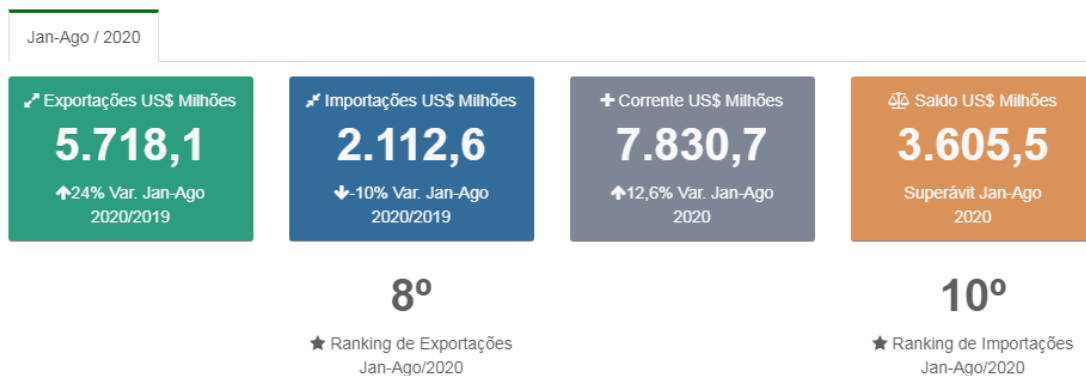 Jan-Ago / 2020
Exportações US$ Milhões
5.718,1
24% Var. Jan-Ago
2020/2019
Importações US$ Milhões
2.112,6
-10% Var. Jan-Ago
2020/2019
Corrente US$ Milhões
7.830,7
12,6% Var. Jan-Ago
2020
Saldo US$ Milhões
3.605,5
Superávit Jan-Ago
2020
8º
Ranking de Exportações
Jan-Ago/2020
10º
Ranking de Importações
Jan-Ago/2020